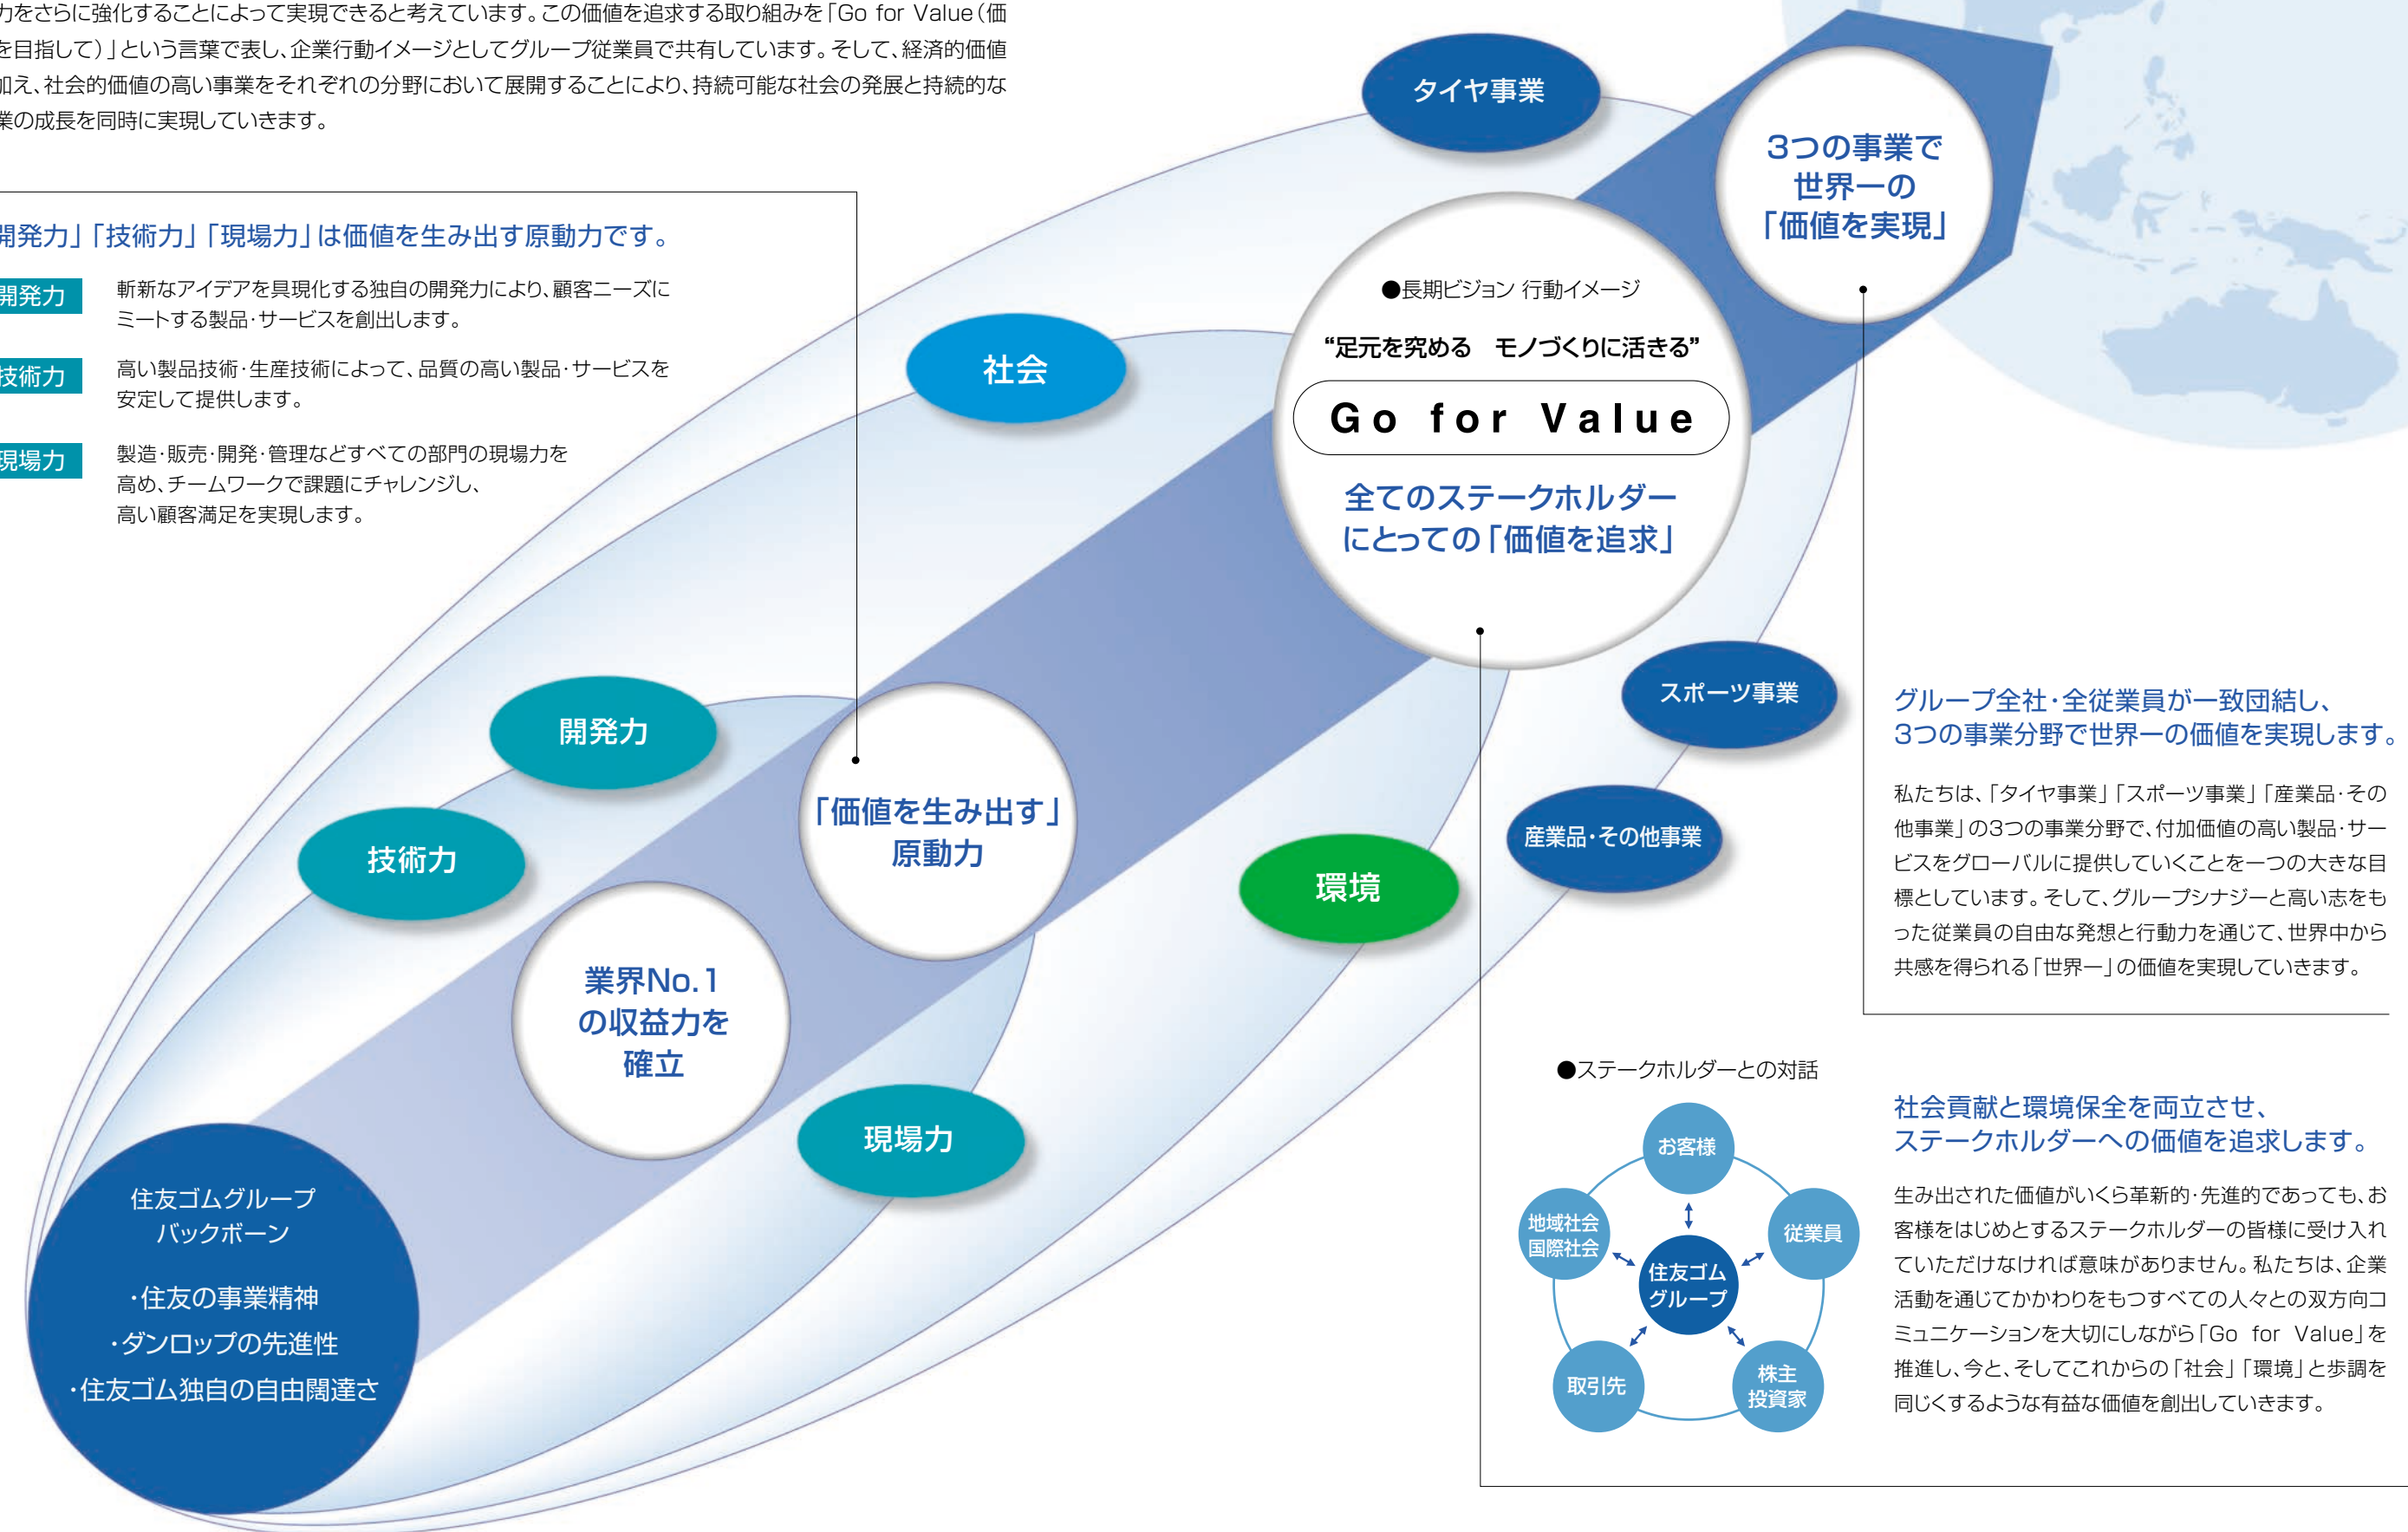 力をさらに強化することによって実現できると考えています。この価値を追求する取り組みを「Go for Value（価
を目指して）」という言葉で表し、企業行動イメージとしてグループ従業員で共有しています。そして、経済的価値
加え、社会的価値の高い事業をそれぞれの分野において展開することにより、持続可能な社会の発展と持続的な
業の成長を同時に実現していきます。
開発力」「技術力」「現場力」は価値を生み出す原動力です。
開発力
斬新なアイデアを具現化する独自の開発力により、顧客ニーズに
ミートする製品・サービスを創出します。
技術力
高い製品技術・生産技術によって、品質の高い製品・サービスを
安定して提供します。
現場力
製造・販売・開発・管理などすべての部門の現場力を
高め、チームワークで課題にチャレンジし、
高い顧客満足を実現します。
タイヤ事業
3つの事業で
世界一の
「価値を実現」
社会
●長期ビジョン 行動イメージ
“足元を究める　モノづくりに活きる”
Go for Value
全てのステークホルダー
にとっての「価値を追求」
スポーツ事業
産業品・その他事業
環境
開発力
技術力
「価値を生み出す」
原動力
業界No.1
の収益力を
確立
現場力
住友ゴムグループ
バックボーン
・住友の事業精神
・ダンロップの先進性
・住友ゴム独自の自由闊達さ
グループ全社・全従業員が一致団結し、
3つの事業分野で世界一の価値を実現します。
私たちは、「タイヤ事業」「スポーツ事業」「産業品・その
他事業」の3つの事業分野で、付加価値の高い製品・サー
ビスをグローバルに提供していくことを一つの大きな目
標としています。そして、グループシナジーと高い志をも
った従業員の自由な発想と行動力を通じて、世界中から
共感を得られる「世界一」の価値を実現していきます。
●ステークホルダーとの対話
お客様
地域社会
国際社会
従業員
住友ゴム
グループ
取引先
株主
投資家
社会貢献と環境保全を両立させ、
ステークホルダーへの価値を追求します。
生み出された価値がいくら革新的・先進的であっても、お
客様をはじめとするステークホルダーの皆様に受け入れ
ていただけなければ意味がありません。私たちは、企業
活動を通じてかかわりをもつすべての人々との双方向コ
ミュニケーションを大切にしながら「Go for Value」を
推進し、今と、そしてこれからの「社会」「環境」と歩調を
同じくするような有益な価値を創出していきます。